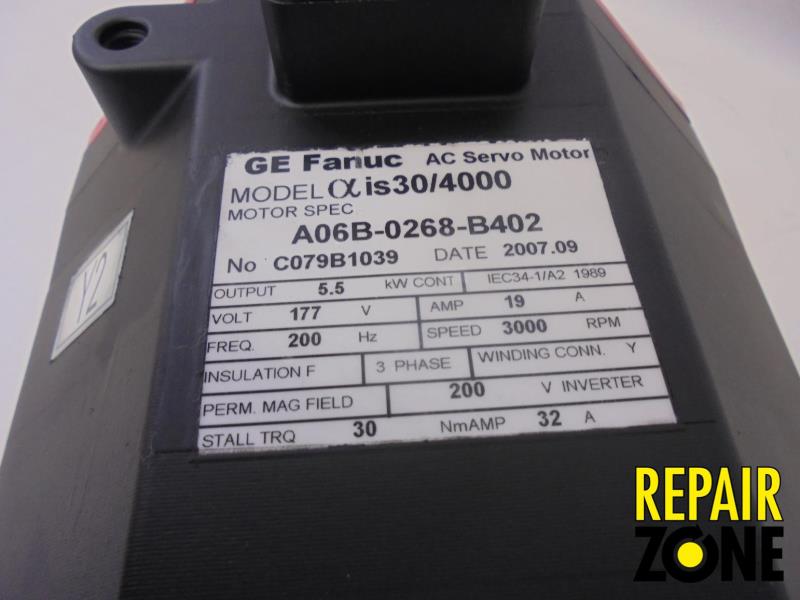 GE Fanuc AC Servo Motor
MODEL α is30/4000
MOTOR SPEC
A06B-0268-B402
No C079B1039 DATE 2007.09
OUTPUT 5.5 kW CONT IEC34-1/A2 1989
VOLT 177 V AMP 19 A
FREQ. 200 Hz SPEED 3000 RPM
INSULATION F 3 PHASE WINDING CONN. Y
PERM. MAG FIELD 200 V INVERTER
STALL TRQ 30 NmAMP 32 A
Y2
REPAIR
ZONE